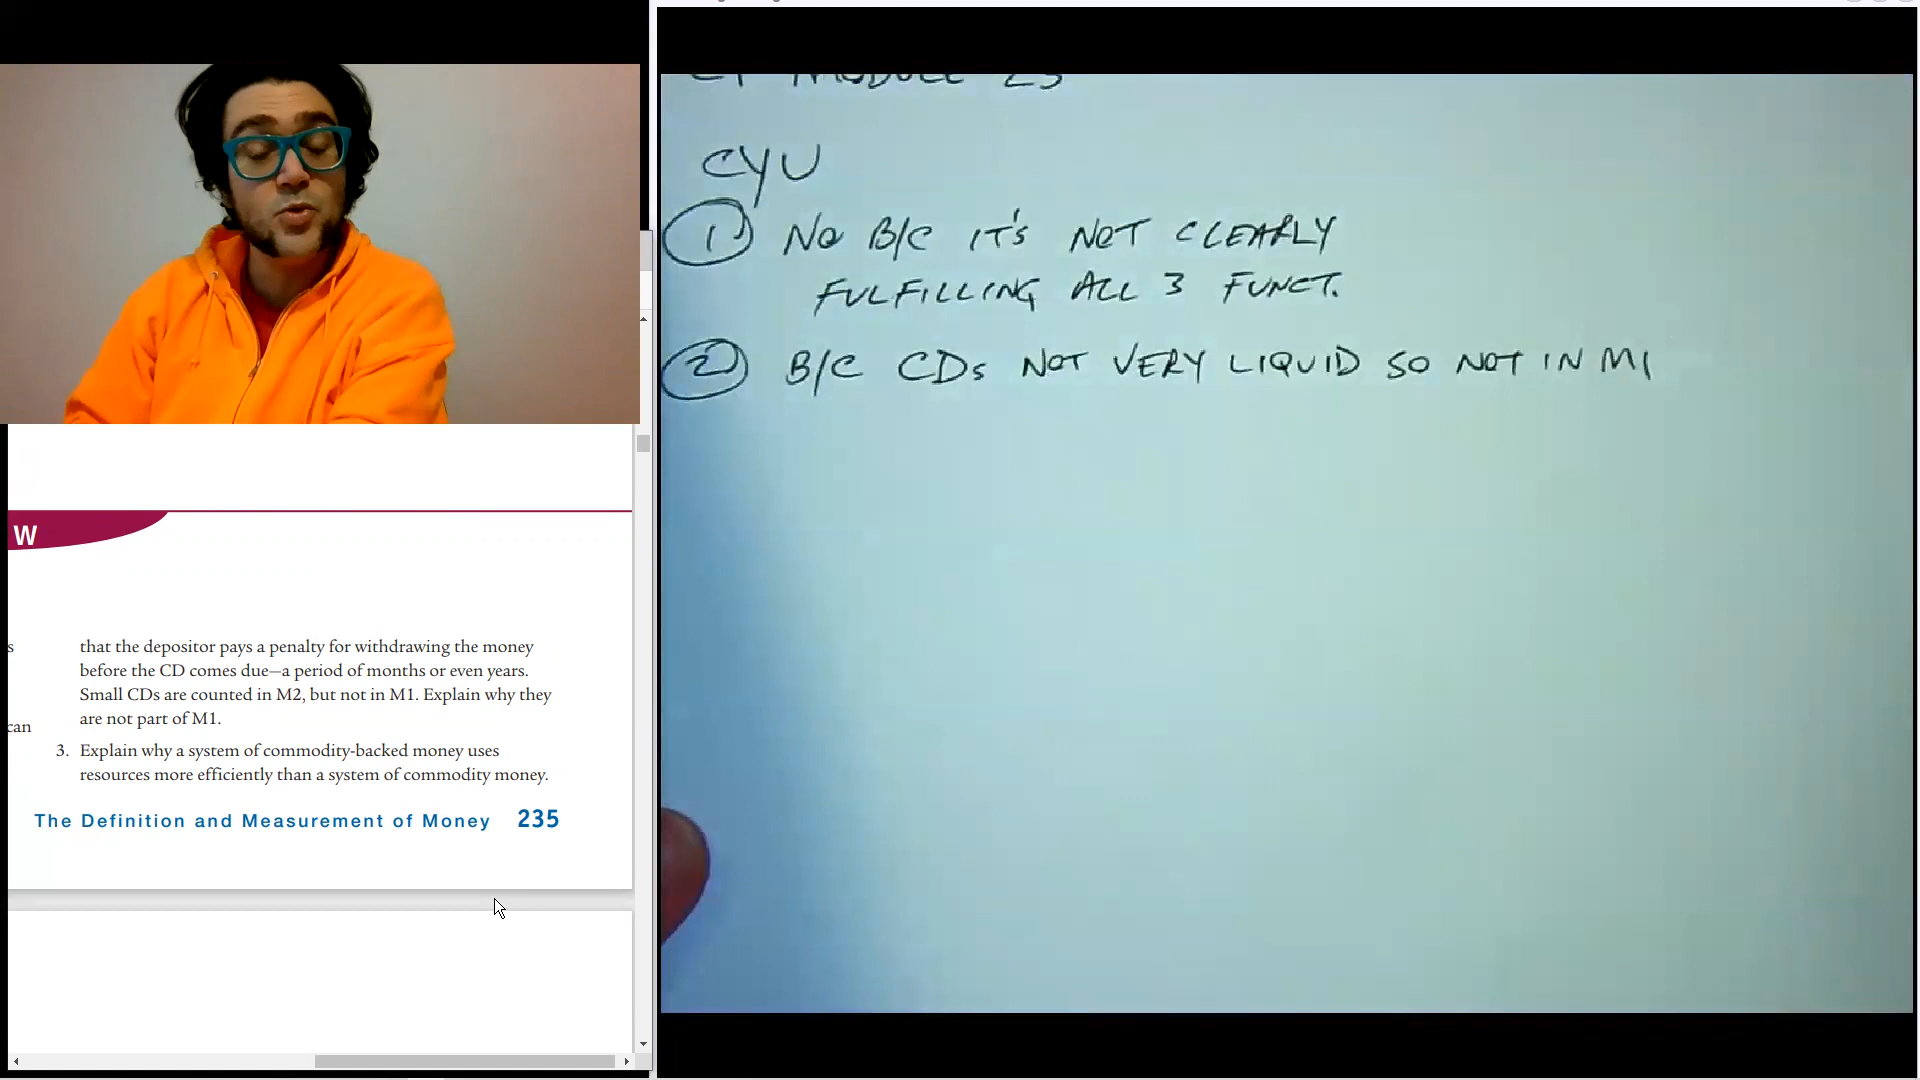 W
s
that the depositor pays a penalty for withdrawing the money
before the CD comes due—a period of months or even years.
Small CDs are counted in M2, but not in M1. Explain why they
are not part of M1.
can
3. Explain why a system of commodity-backed money uses
resources more efficiently than a system of commodity money.
The Definition and Measurement of Money 235
MODULE 23
CYU
1 NO B/C IT'S NOT CLEARLY
FULFILLING ALL 3 FUNCT.
2 B/C CDs NOT VERY LIQUID SO NOT IN M1